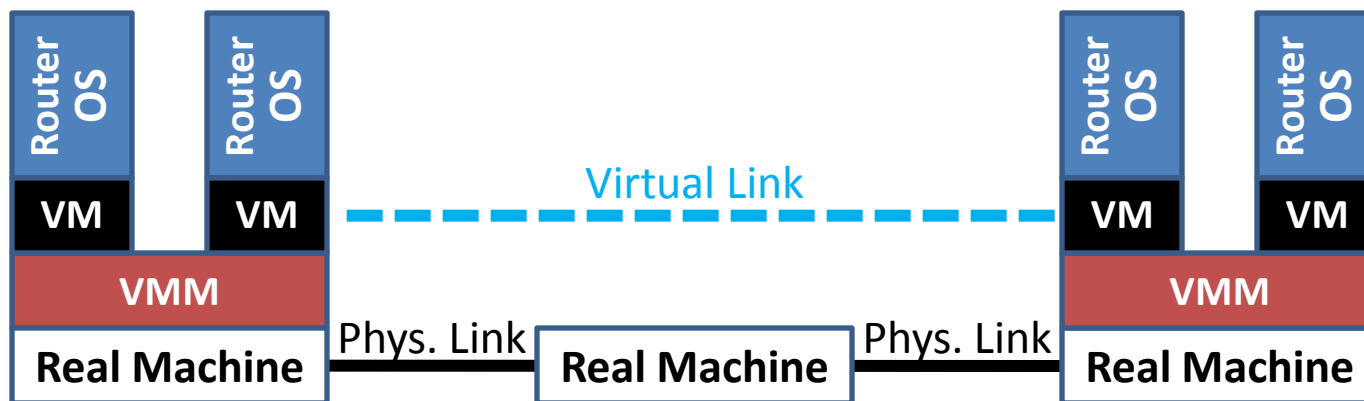 Router
OS
Router
OS
Router
OS
Router
OS
Virtual Link
VM
VM
VM
VM
VMM
VMM
Phys. Link
Phys. Link
Real Machine
Real Machine
Real Machine